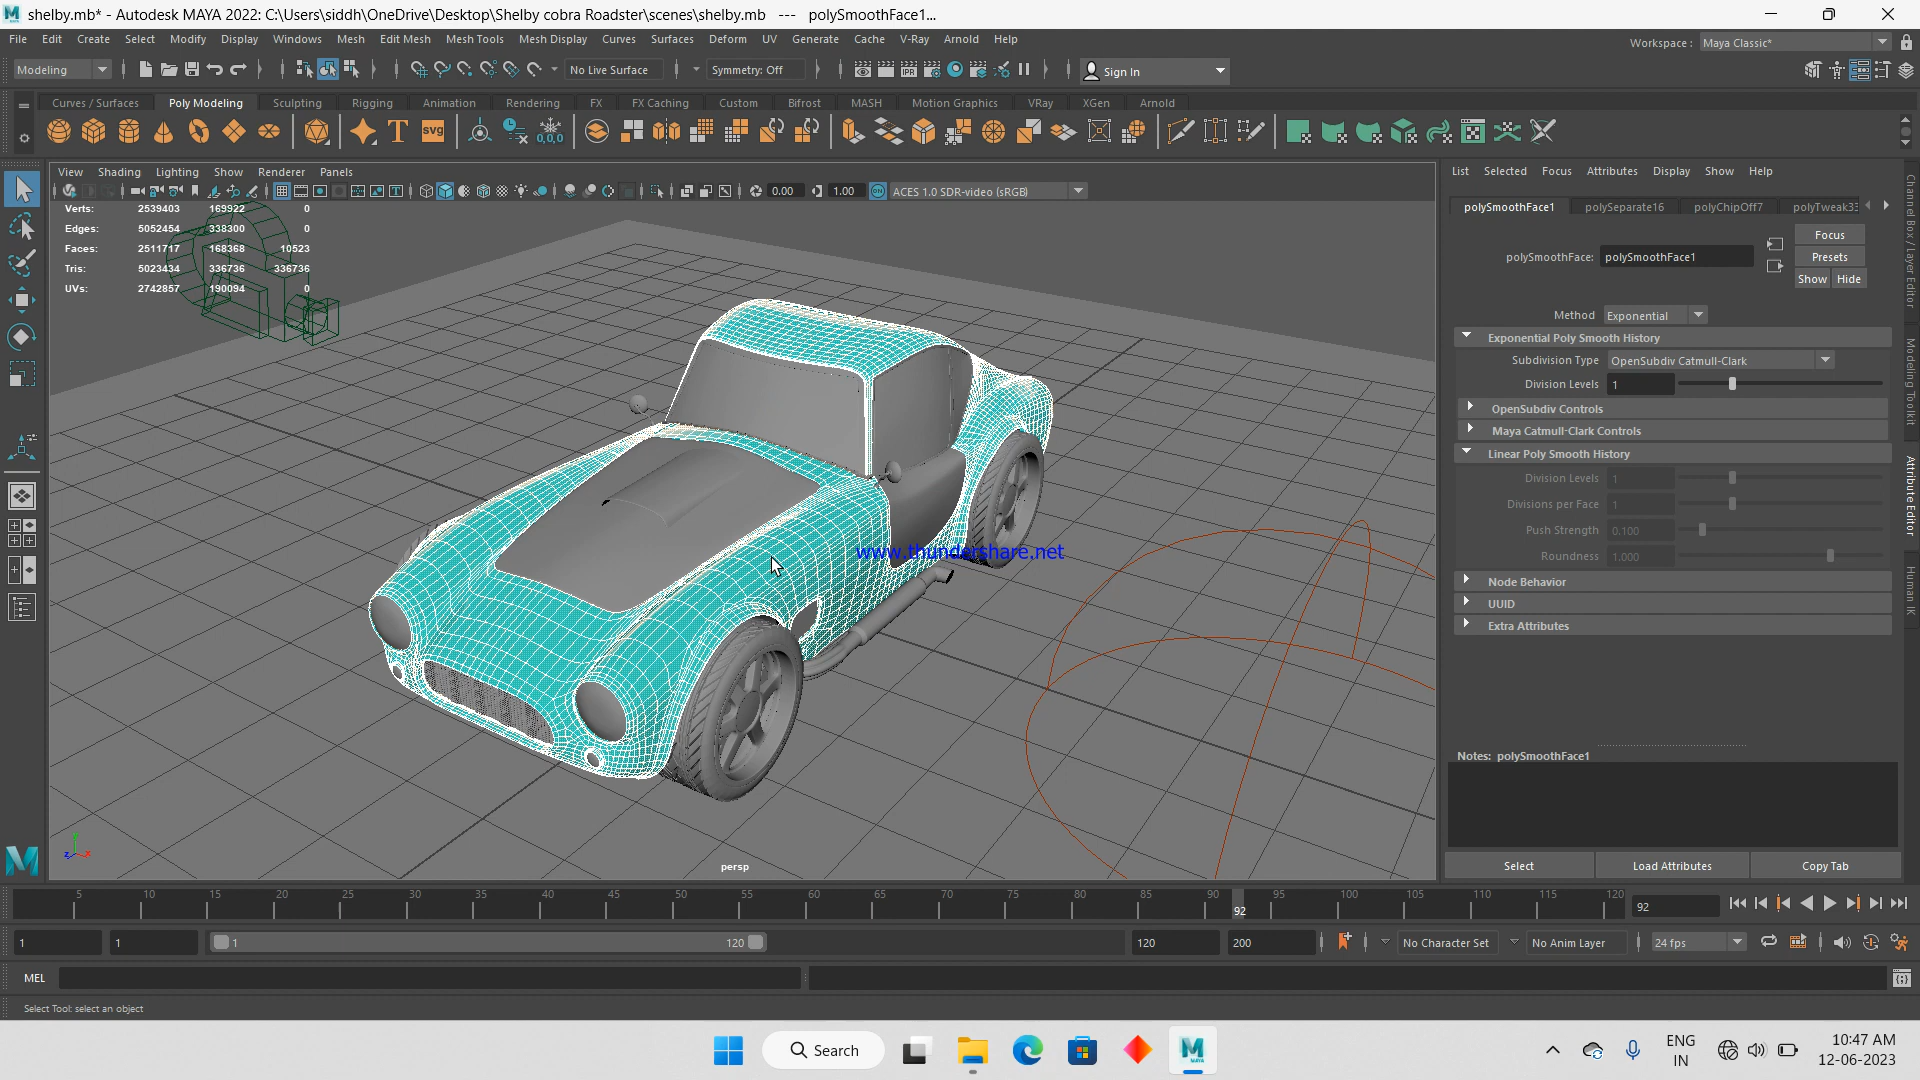 shelby.mb* - Autodesk MAYA 2022: C:\Users\siddh\OneDrive\Desktop\Shelby cobra Roadster\scenes\shelby.mb --- polySmoothFace1...
File Edit Create Select Modify Display Windows Mesh Edit Mesh Mesh Tools Mesh Display Curves Surfaces Deform UV Generate Cache V-Ray Arnold Help
Workspace : Maya Classic*
Modeling No Live Surface Symmetry: Off Sign In
Curves / Surfaces Poly Modeling Sculpting Rigging Animation Rendering FX FX Caching Custom Bifrost MASH Motion Graphics VRay XGen Arnold
View Shading Lighting Show Renderer Panels
0.00 1.00 ACES 1.0 SDR-video (sRGB)
Verts: 2539403 169922 0
Edges: 5052454 338300 0
Faces: 2511717 168368 10523
Tris: 5023434 336736 336736
UVs: 2742857 190094 0
www.thundershare.net
persp
List Selected Focus Attributes Display Show Help
polySmoothFace1 polySeparate16 polyChipOff7 polyTweak33
polySmoothFace: polySmoothFace1
Focus
Presets
Show Hide
Method Exponential
Exponential Poly Smooth History
Subdivision Type OpenSubdiv Catmull-Clark
Division Levels 1
OpenSubdiv Controls
Maya Catmull-Clark Controls
Linear Poly Smooth History
Division Levels 1
Divisions per Face 1
Push Strength 0.100
Roundness 1.000
Node Behavior
UUID
Extra Attributes
Notes: polySmoothFace1
Select Load Attributes Copy Tab
Channel Box / Layer Editor
Modeling Toolkit
Attribute Editor
Human IK
5 10 15 20 25 30 35 40 45 50 55 60 65 70 75 80 85 90 95 100 105 110 115 120
92
92
1 1 1 120 120 200 No Character Set No Anim Layer 24 fps
MEL
Select Tool: select an object
Search
ENG
IN
10:47 AM
12-06-2023